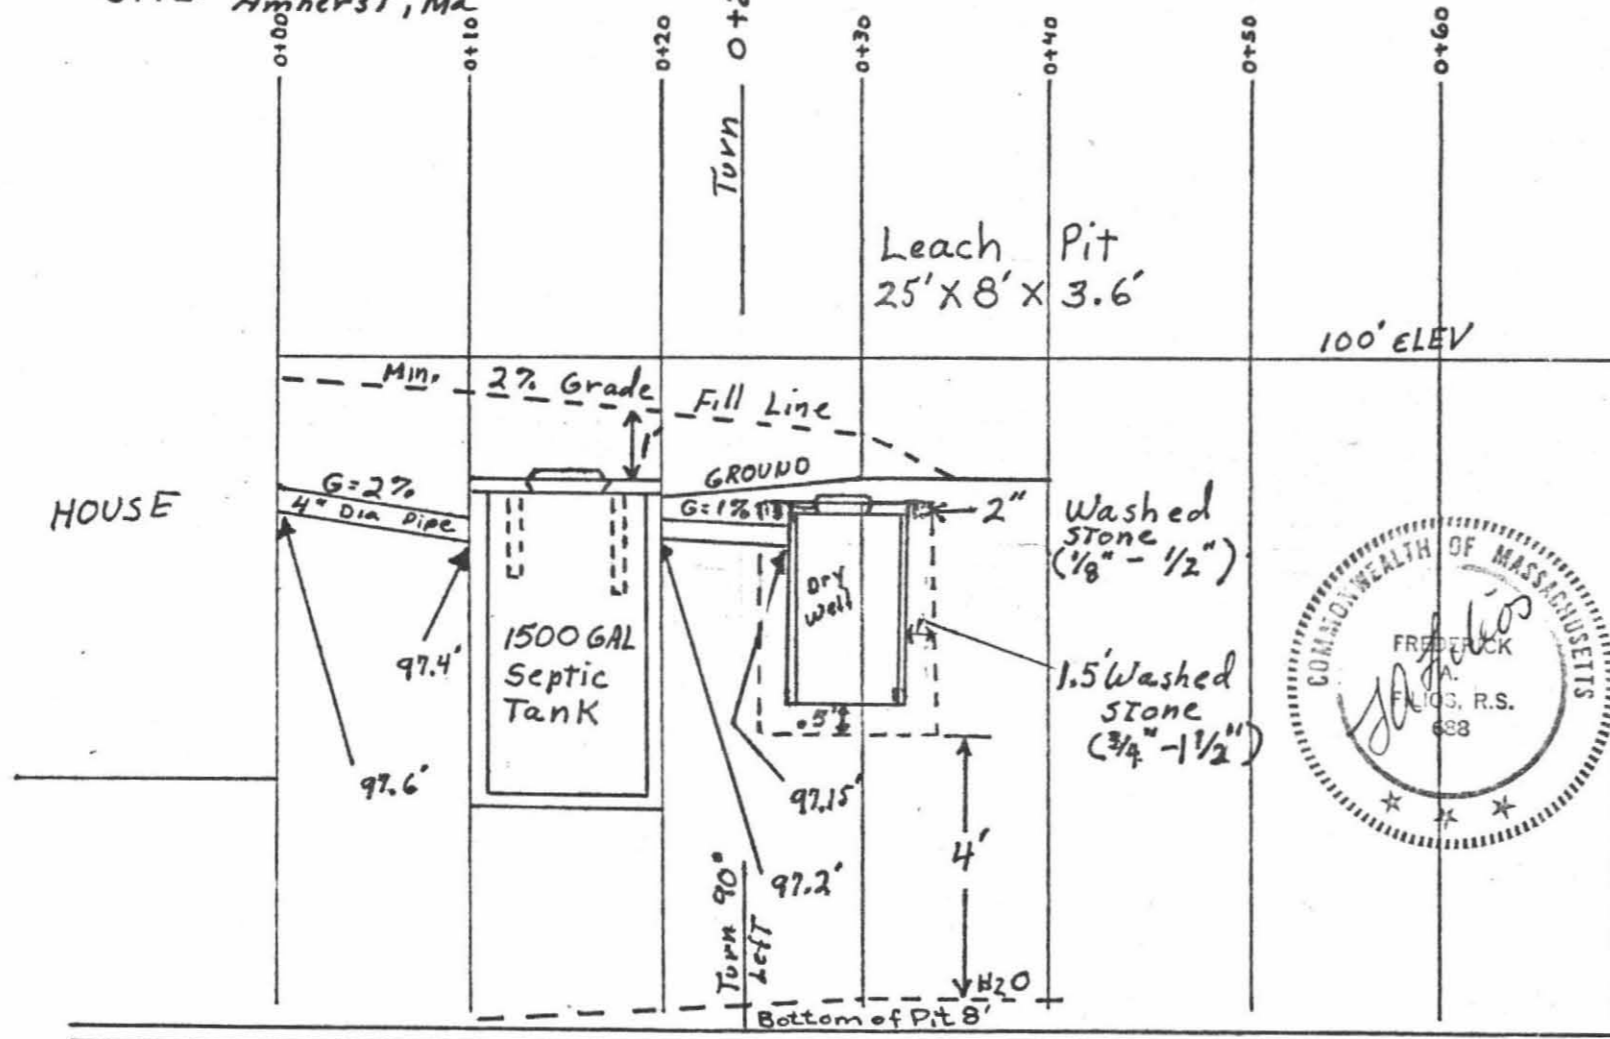 Amherst, Ma
0+00
0+10
0+20
Turn
0+30
0+40
0+50
0+60
Leach Pit
25' X 8' X 3.6'
100' ELEV
Min. 2% Grade
Fill Line
1'
GROUND
HOUSE
G=2%
4" Dia Pipe
G=1%
2"
Washed
Stone
(1/8" - 1/2")
Dry
Well
1500 GAL
Septic
Tank
97.4'
97.6'
.5'
1.5' Washed
Stone
(3/4" - 1 1/2")
97.15'
97.2'
4'
Turn 90°
Left
H2O
Bottom of Pit 8'
COMMONWEALTH OF MASSACHUSETTS
FREDERICK
A.
FILIOS, R.S.
688